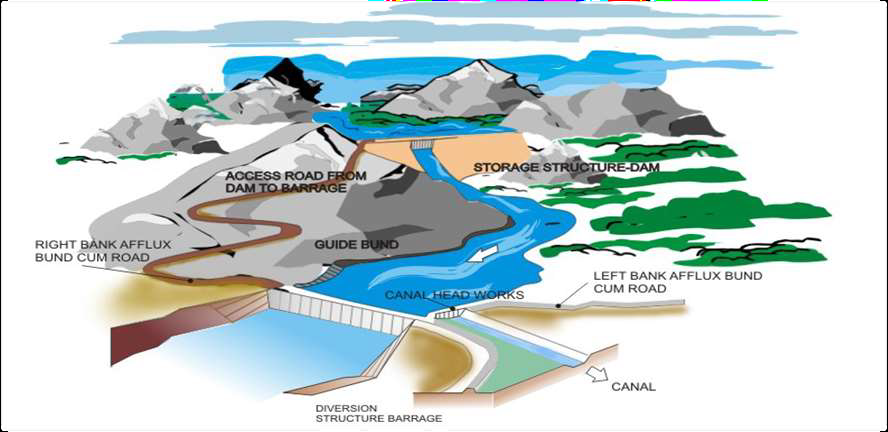 ACCESS ROAD FROM
DAM TO BARRAGE
STORAGE STRUCTURE-DAM
RIGHT BANK AFFLUX
BUND CUM ROAD
GUIDE BUND
CANAL HEAD WORKS
LEFT BANK AFFLUX BUND
CUM ROAD
CANAL
DIVERSION
STRUCTURE BARRAGE